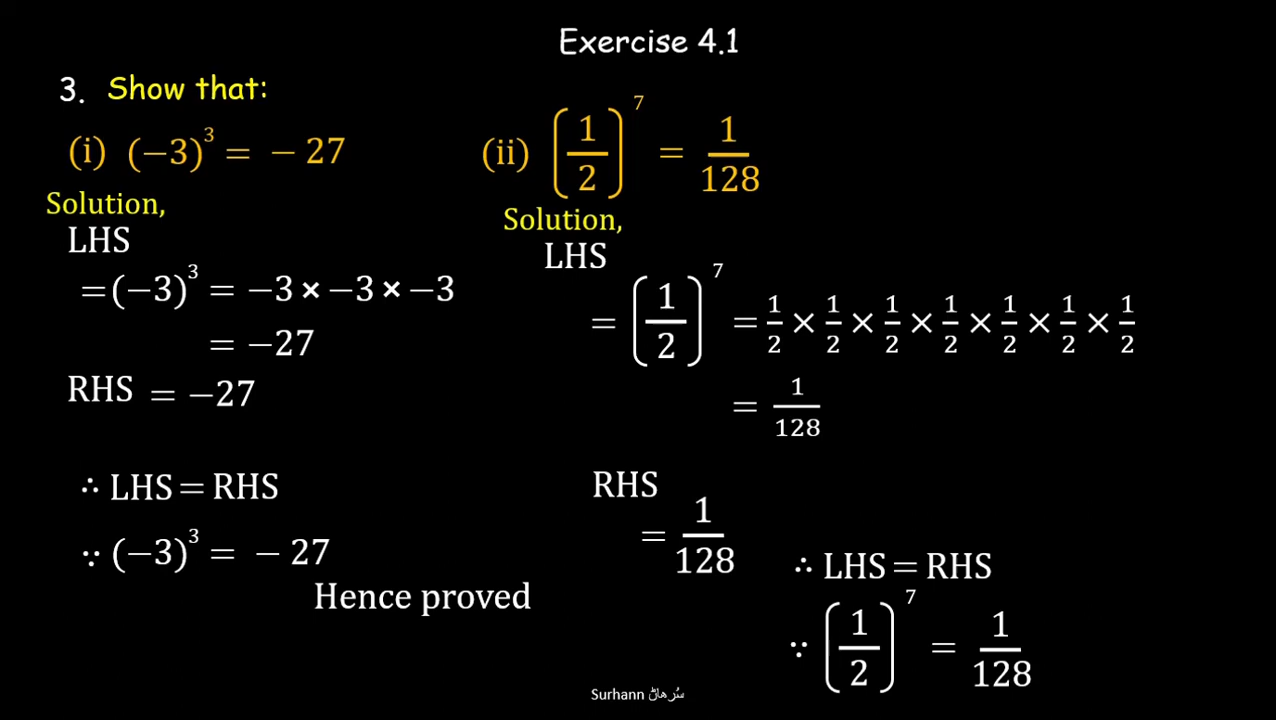 Exercise 4.1
3. Show that:
(i) (−3)³ = − 27
Solution,
LHS
= (−3)³ = −3 × −3 × −3
= −27
RHS = −27
∴ LHS = RHS
∵ (−3)³ = − 27
Hence proved
(ii) (1/2)⁷ = 1/128
Solution,
LHS
= (1/2)⁷ = 1/2 × 1/2 × 1/2 × 1/2 × 1/2 × 1/2 × 1/2
= 1/128
RHS
= 1/128
∴ LHS = RHS
∵ (1/2)⁷ = 1/128
Surhann سُرھاڻ